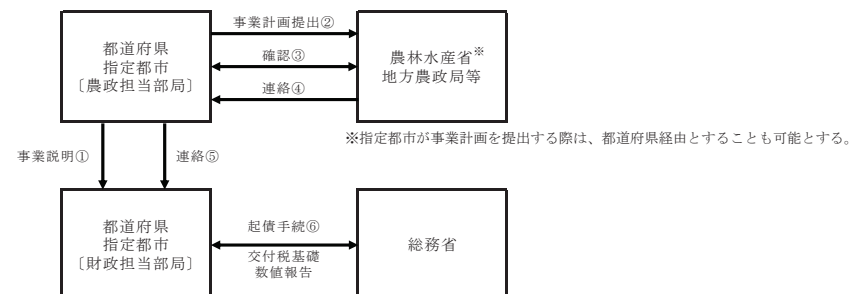 事業計画提出②
都道府県
指定都市
〔農政担当部局〕
確認③
連絡④
農林水産省※
地方農政局等
※指定都市が事業計画を提出する際は、都道府県経由とすることも可能とする。
事業説明①
連絡⑤
都道府県
指定都市
〔財政担当部局〕
起債手続⑥
交付税基礎
数値報告
総務省